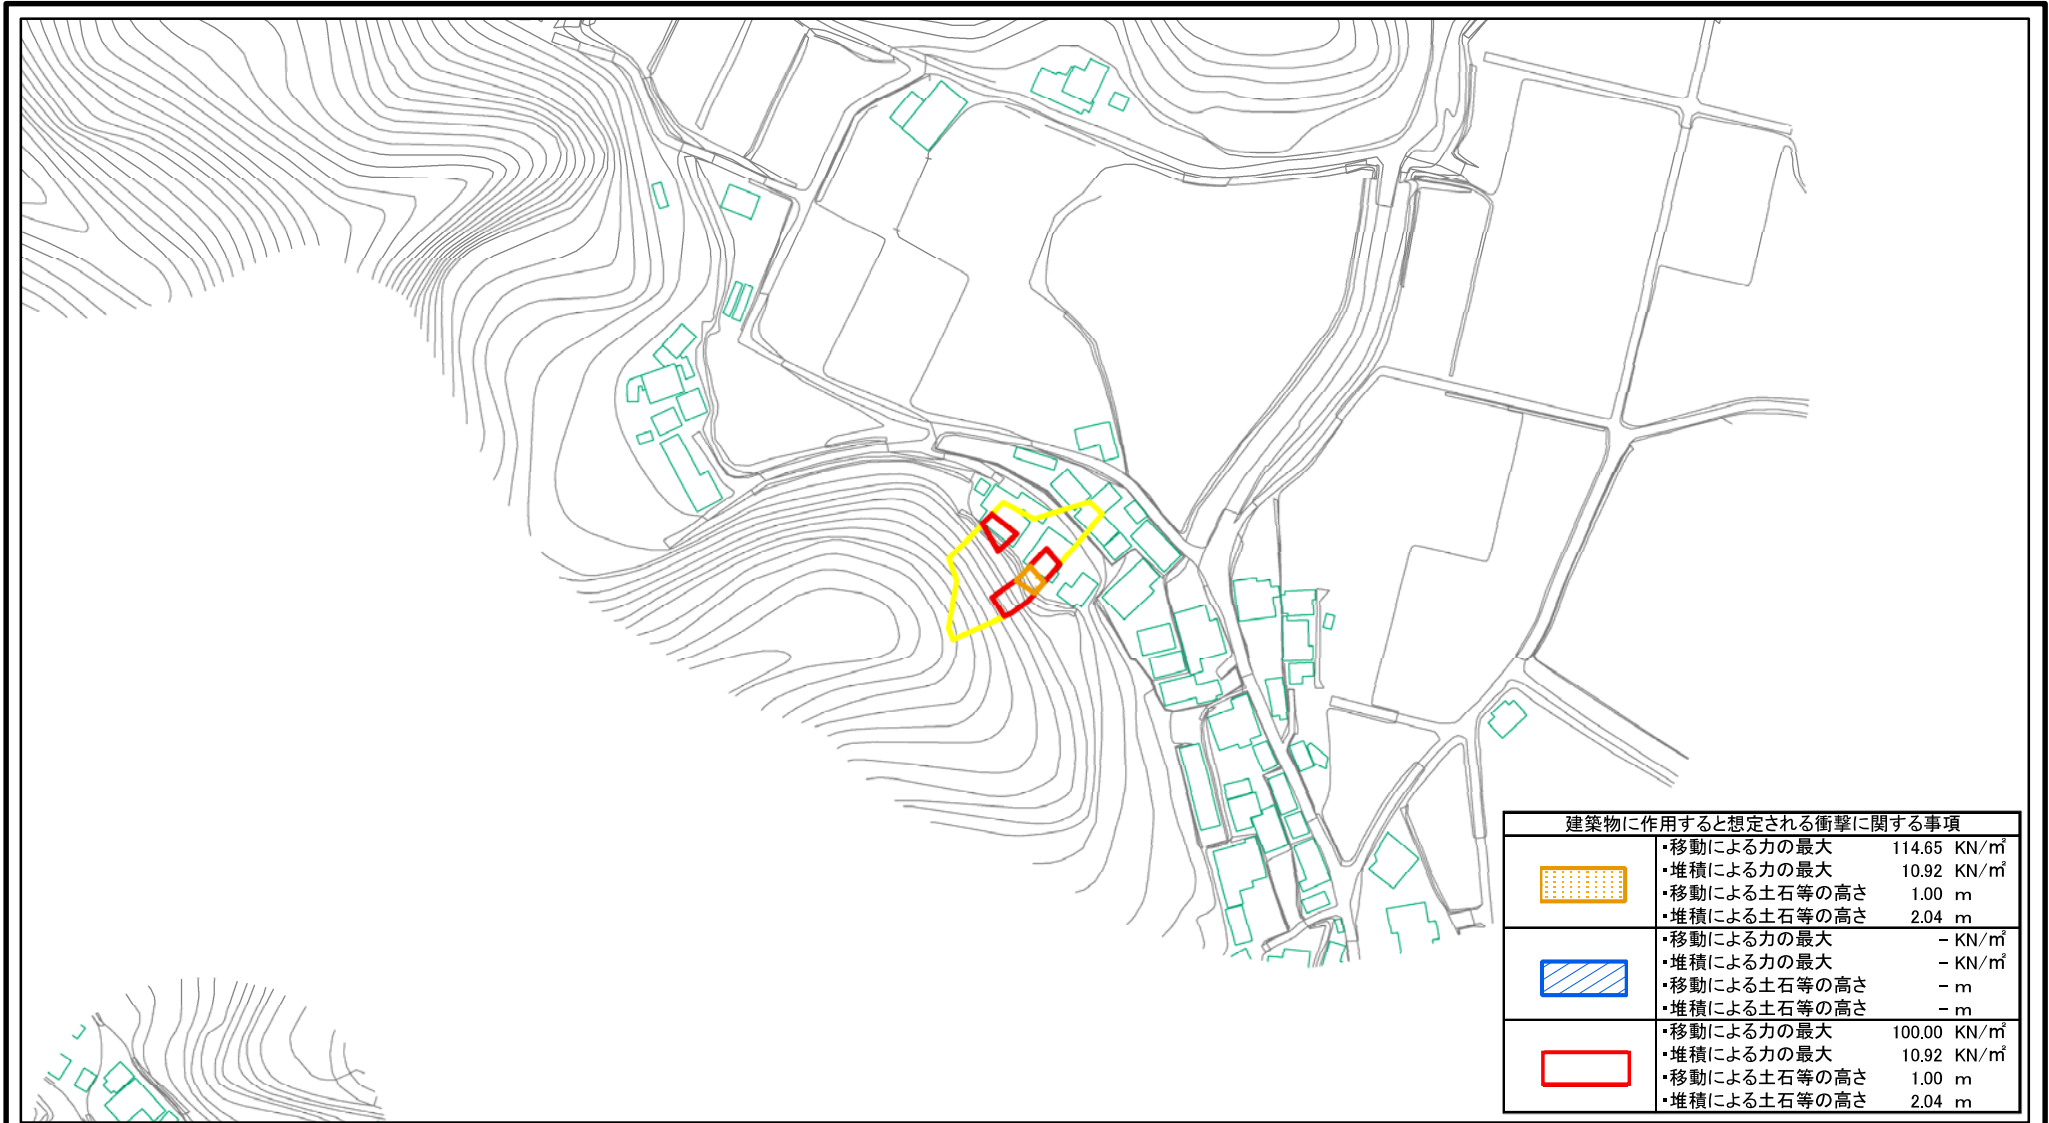 建築物に作用すると想定される衝撃に関する事項
・移動による力の最大 114.65 KN/㎡
・堆積による力の最大 10.92 KN/㎡
・移動による土石等の高さ 1.00 m
・堆積による土石等の高さ 2.04 m
・移動による力の最大 - KN/㎡
・堆積による力の最大 - KN/㎡
・移動による土石等の高さ - m
・堆積による土石等の高さ - m
・移動による力の最大 100.00 KN/㎡
・堆積による力の最大 10.92 KN/㎡
・移動による土石等の高さ 1.00 m
・堆積による土石等の高さ 2.04 m